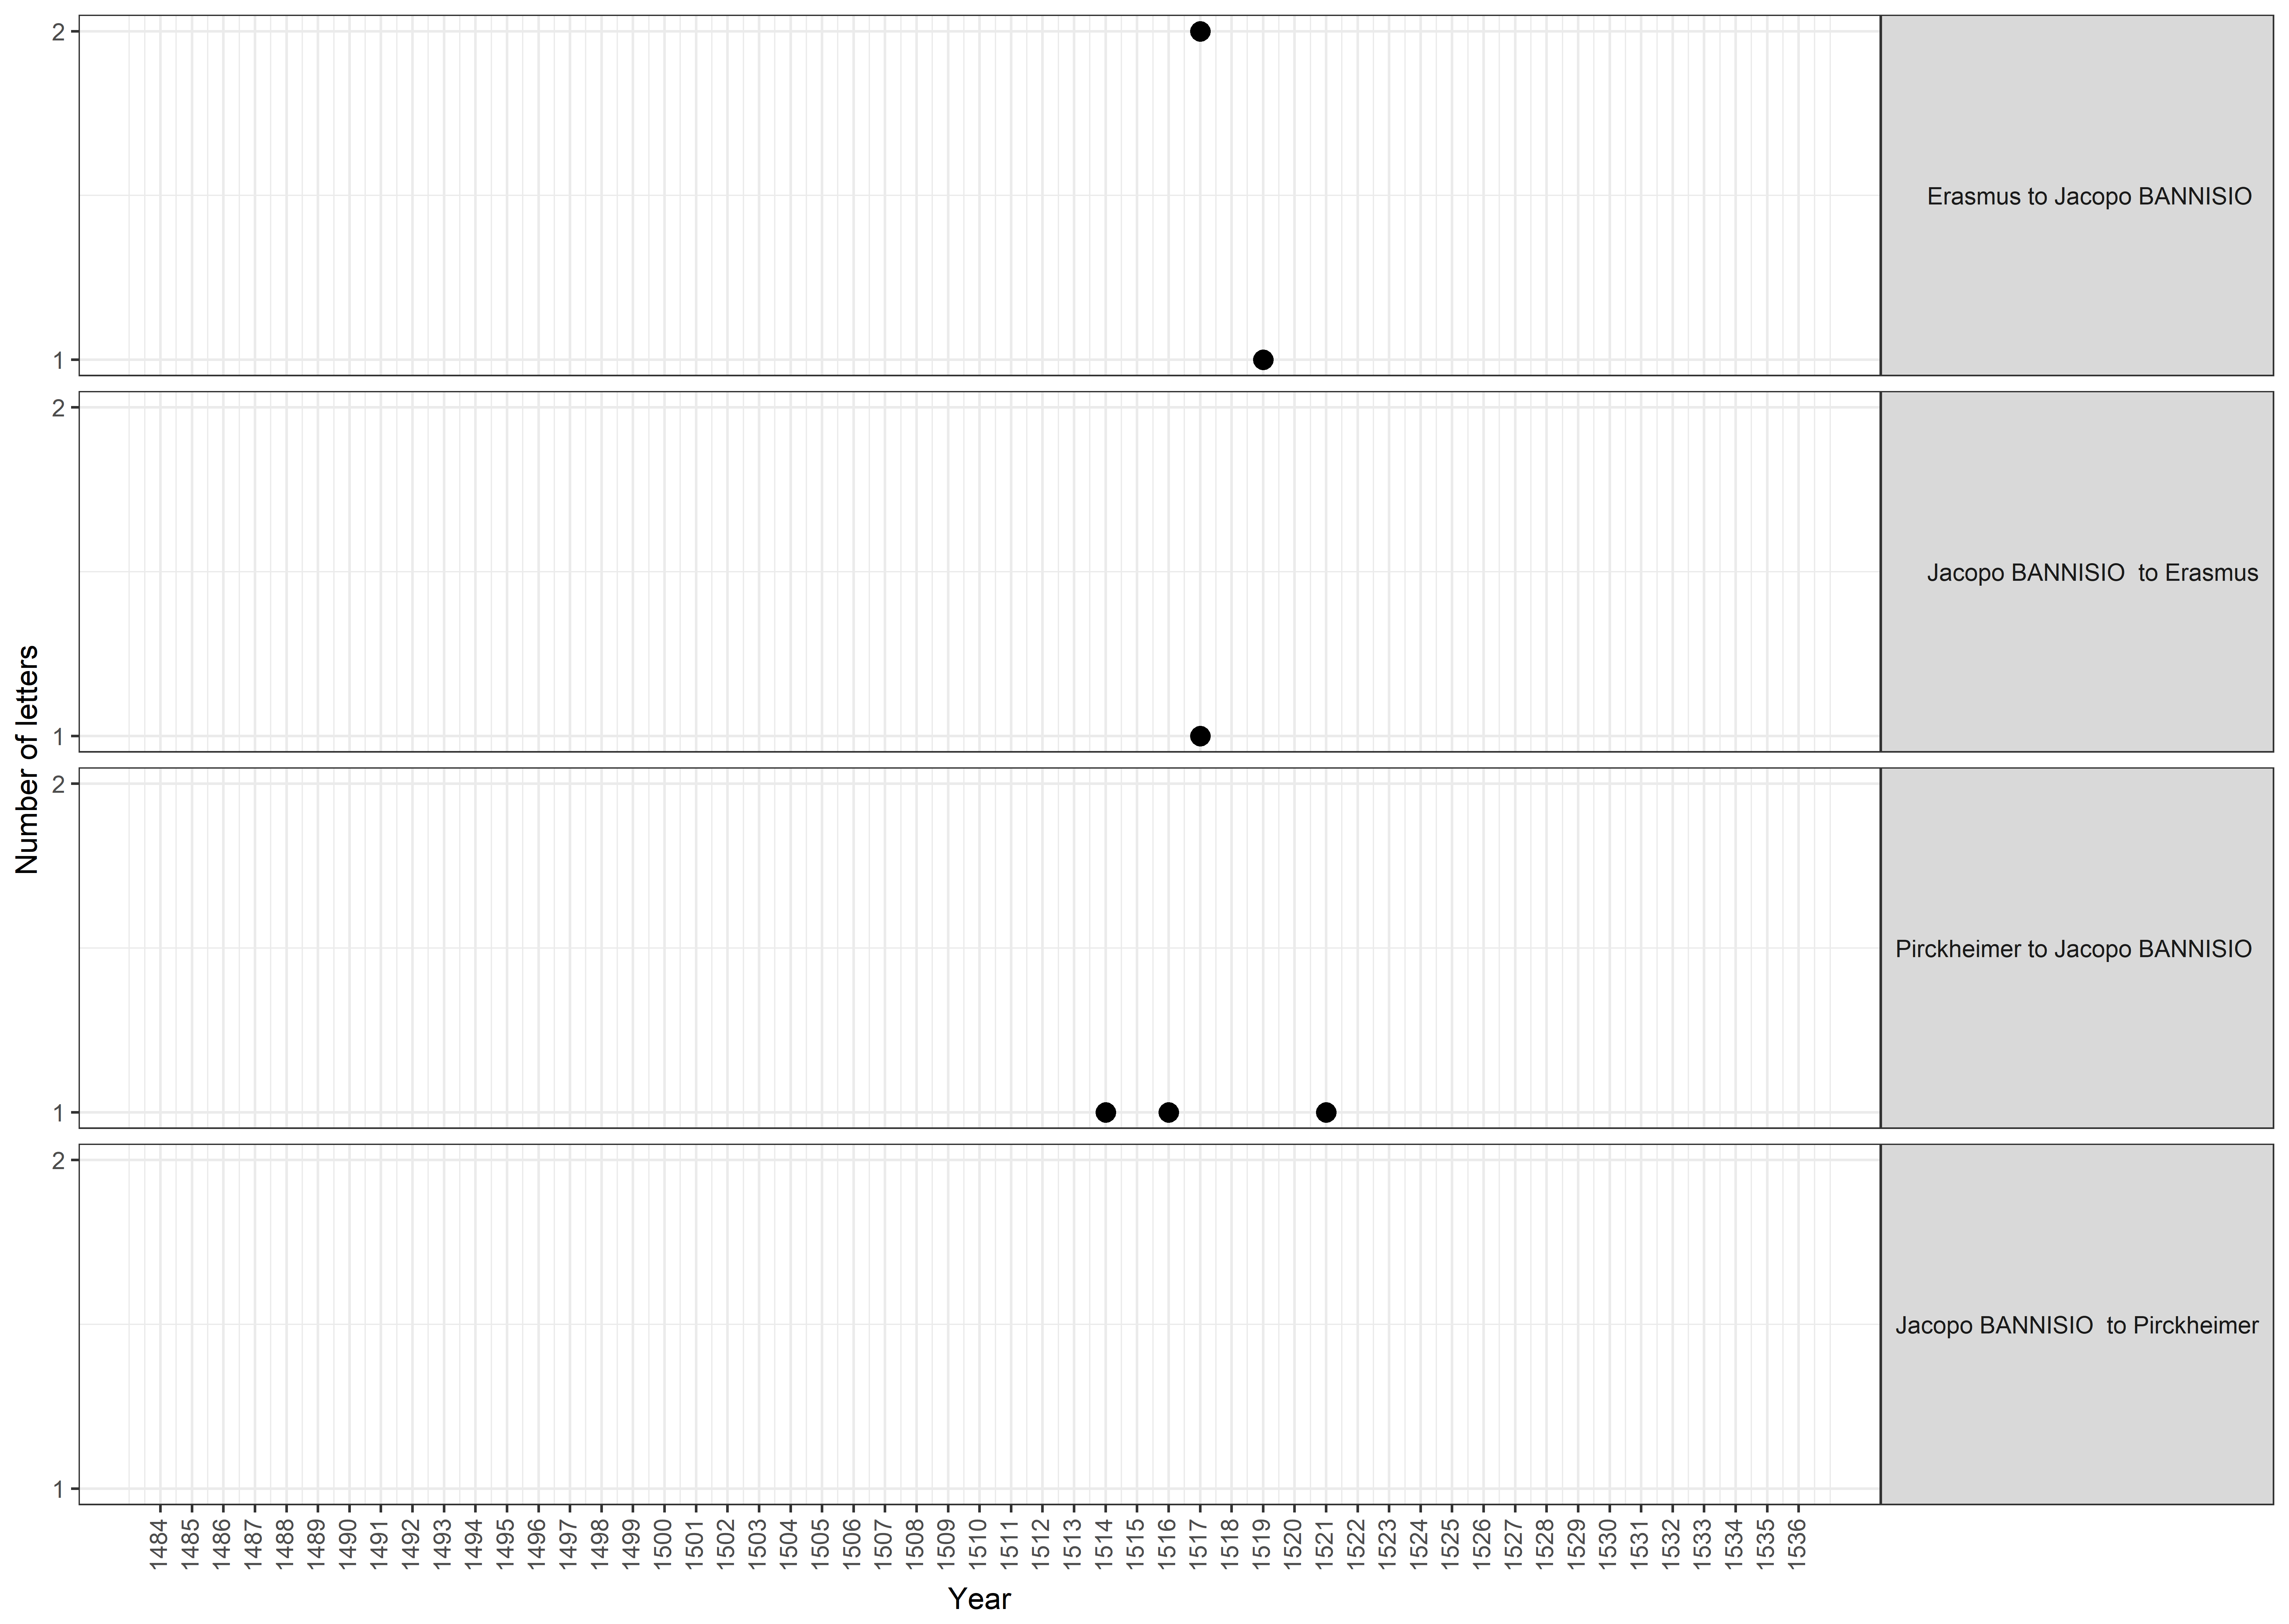 Number of letters
2
1
Erasmus to Jacopo BANNISIO
2
1
Jacopo BANNISIO  to Erasmus
2
1
Pirckheimer to Jacopo BANNISIO
2
1
Jacopo BANNISIO  to Pirckheimer
1484 1485 1486 1487 1488 1489 1490 1491 1492 1493 1494 1495 1496 1497 1498 1499 1500 1501 1502 1503 1504 1505 1506 1507 1508 1509 1510 1511 1512 1513 1514 1515 1516 1517 1518 1519 1520 1521 1522 1523 1524 1525 1526 1527 1528 1529 1530 1531 1532 1533 1534 1535 1536
Year